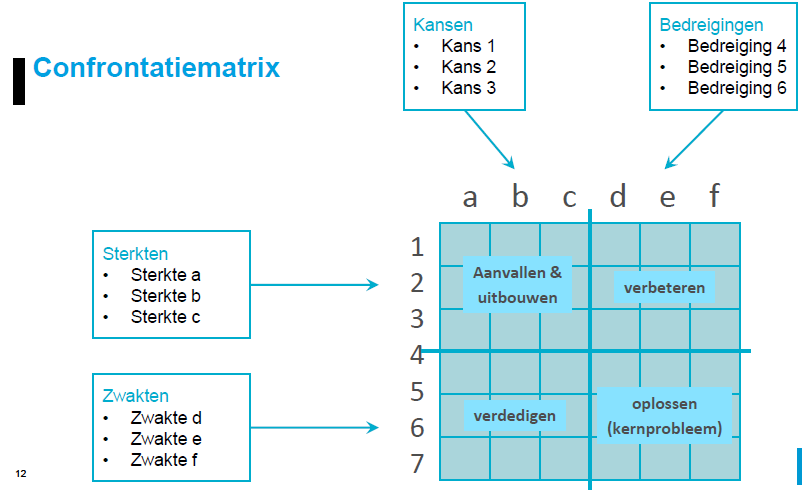 Confrontatiematrix
Kansen
• Kans 1
• Kans 2
• Kans 3
Bedreigingen
• Bedreiging 4
• Bedreiging 5
• Bedreiging 6
a b c d e f
Sterkten
• Sterkte a
• Sterkte b
• Sterkte c
1
2
3
4
5
6
7
Aanvallen &
uitbouwen
verbeteren
Zwakten
• Zwakte d
• Zwakte e
• Zwakte f
verdedigen
oplossen
(kernprobleem)
12